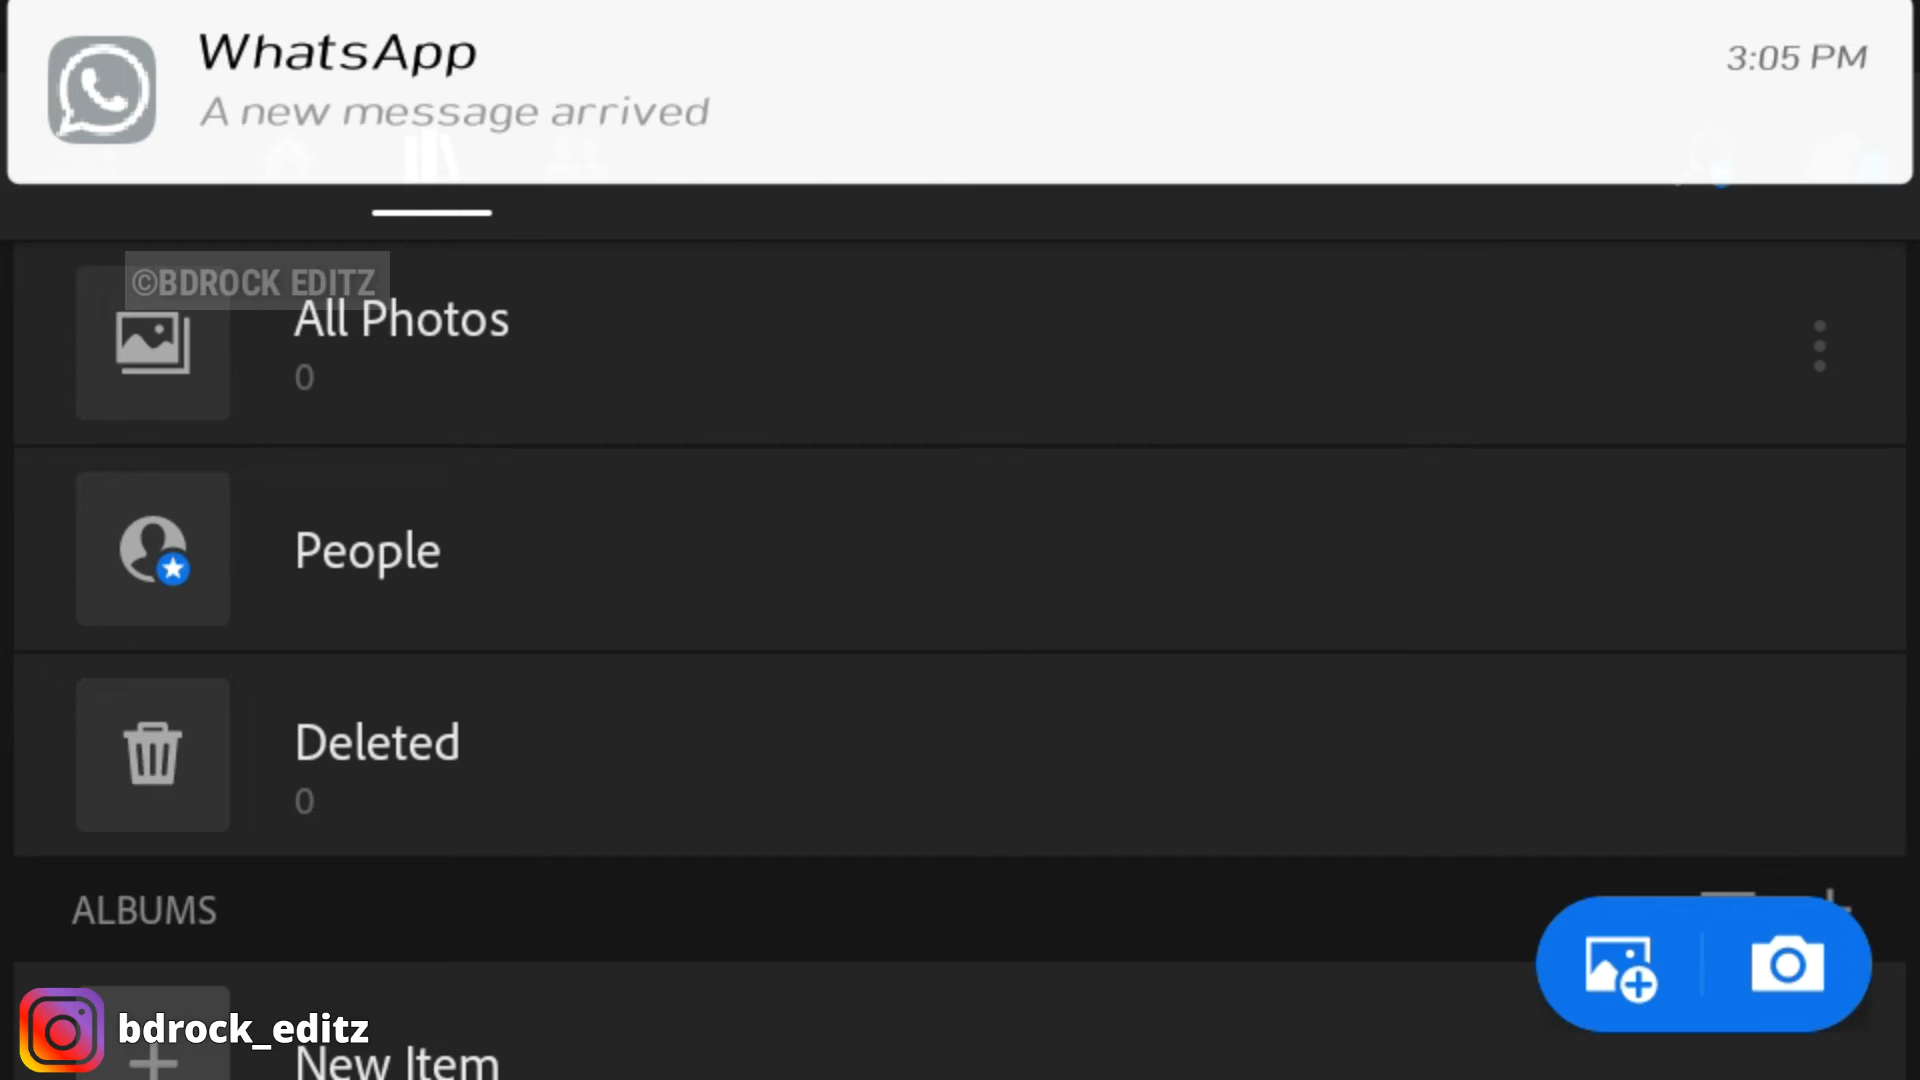 WhatsApp
3:05 PM
A new message arrived
©BDROCK EDITZ
All Photos
0
People
Deleted
0
ALBUMS
bdrock_editz
New Item